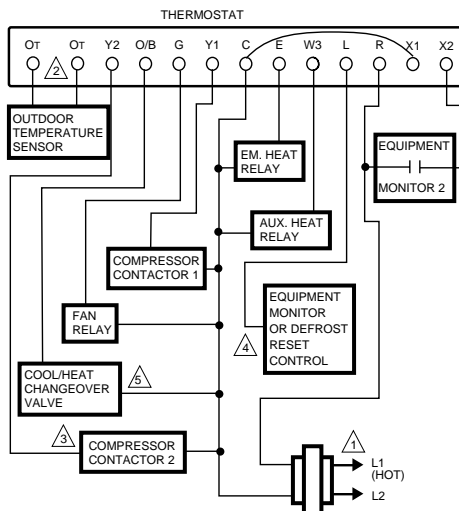 THERMOSTAT
OT OT Y2 O/B G Y1 C E W3 L R X1 X2
2
OUTDOOR
TEMPERATURE
SENSOR
EQUIPMENT
MONITOR 2
EM. HEAT
RELAY
AUX. HEAT
RELAY
COMPRESSOR
CONTACTOR 1
EQUIPMENT
MONITOR
OR DEFROST
RESET
CONTROL
4
FAN
RELAY
COOL/HEAT
CHANGEOVER
VALVE
5
3
COMPRESSOR
CONTACTOR 2
1
L1
(HOT)
L2